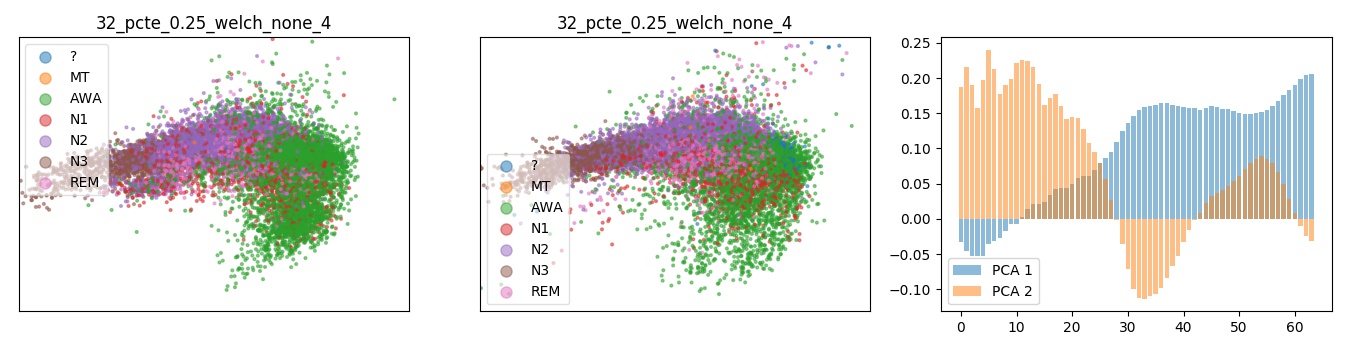 32_pcte_0.25_welch_none_4
?
MT
AWA
N1
N2
N3
REM
32_pcte_0.25_welch_none_4
?
MT
AWA
N1
N2
N3
REM
0.25
0.20
0.15
0.10
0.05
0.00
−0.05
−0.10
PCA 1
PCA 2
0 10 20 30 40 50 60